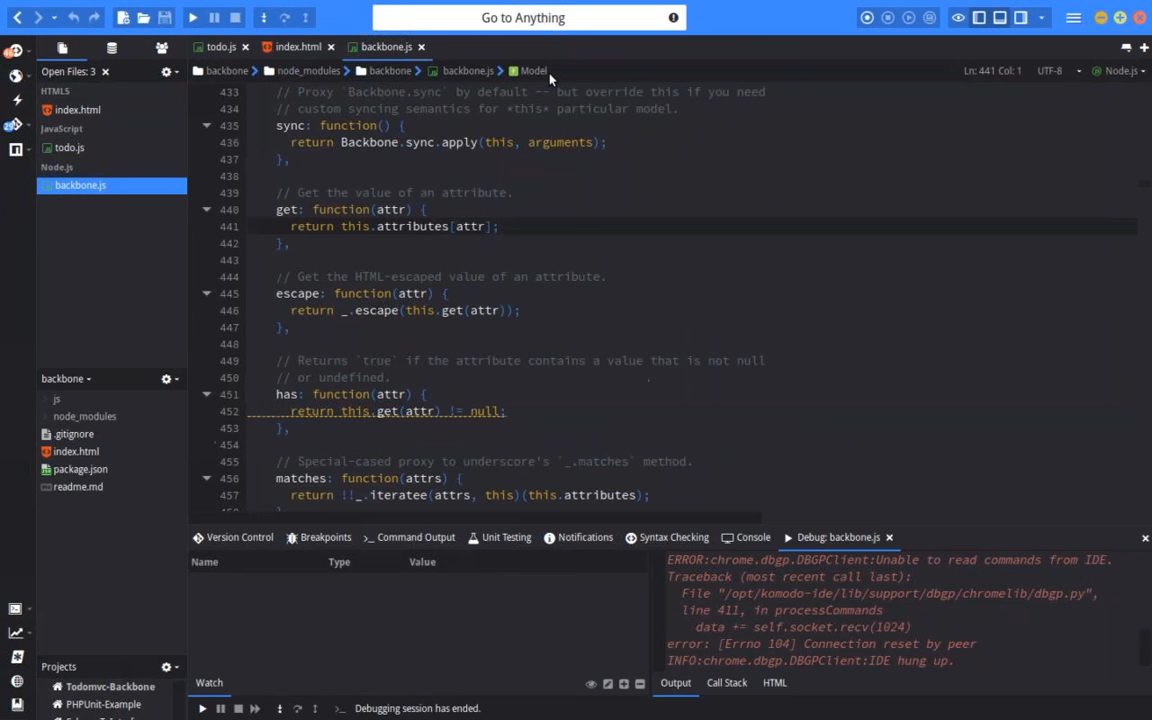 Go to Anything
todo.js
index.html
backbone.js
Open Files: 3
backbone
node_modules
backbone
backbone.js
Model
Ln: 441 Col: 1
UTF-8
Node.js
HTML5
index.html
JavaScript
todo.js
Node.js
backbone.js
433 // Proxy `Backbone.sync` by default -- but override this if you need
434 // custom syncing semantics for *this* particular model.
435 sync: function() {
436 return Backbone.sync.apply(this, arguments);
437 },
438
439 // Get the value of an attribute.
440 get: function(attr) {
441 return this.attributes[attr];
442 },
443
444 // Get the HTML-escaped value of an attribute.
445 escape: function(attr) {
446 return _.escape(this.get(attr));
447 },
448
449 // Returns `true` if the attribute contains a value that is not null
450 // or undefined.
451 has: function(attr) {
452 return this.get(attr) != null;
453 },
454
455 // Special-cased proxy to underscore's `_.matches` method.
456 matches: function(attrs) {
457 return !!_.iteratee(attrs, this)(this.attributes);
backbone
js
node_modules
.gitignore
index.html
package.json
readme.md
Projects
Todomvc-Backbone
PHPUnit-Example
Version Control
Breakpoints
Command Output
Unit Testing
Notifications
Syntax Checking
Console
Debug: backbone.js
Name
Type
Value
ERROR:chrome.dbgp.DBGPClient:Unable to read commands from IDE.
Traceback (most recent call last):
File "/opt/komodo-ide/lib/support/dbgp/chromelib/dbgp.py",
line 411, in processCommands
data += self.socket.recv(1024)
error: [Errno 104] Connection reset by peer
INFO:chrome.dbgp.DBGPClient:IDE hung up.
Watch
Output
Call Stack
HTML
Debugging session has ended.